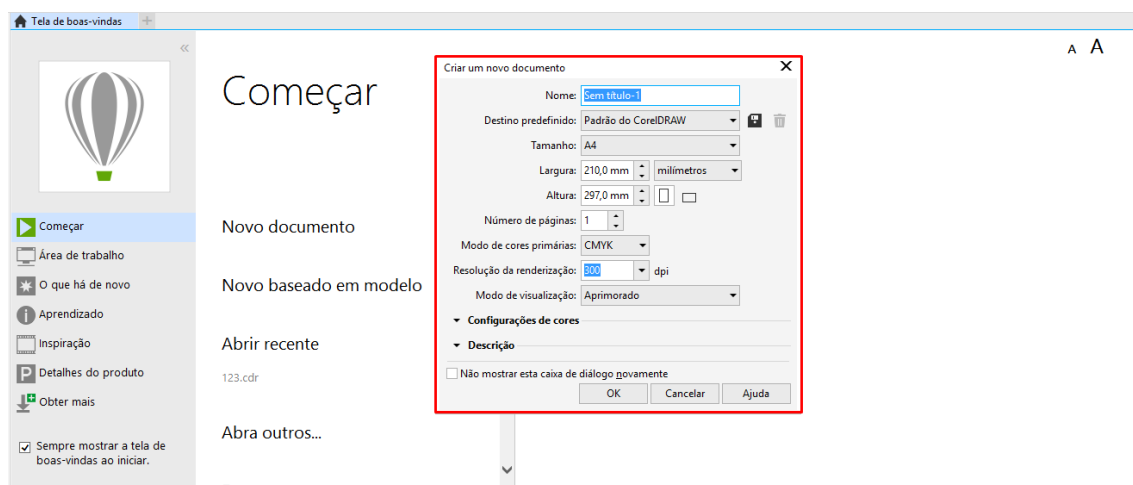 Tela de boas-vindas
A A
Começar
Começar
Área de trabalho
O que há de novo
Aprendizado
Inspiração
Detalhes do produto
Obter mais
Sempre mostrar a tela de
boas-vindas ao iniciar.
Novo documento
Novo baseado em modelo
Abrir recente
123.cdr
Abra outros...
Criar um novo documento
Nome: Sem título-1
Destino predefinido: Padrão do CorelDRAW
Tamanho: A4
Largura: 210,0 mm milímetros
Altura: 297,0 mm
Número de páginas: 1
Modo de cores primárias: CMYK
Resolução da renderização: 300 dpi
Modo de visualização: Aprimorado
Configurações de cores
Descrição
Não mostrar esta caixa de diálogo novamente
OK Cancelar Ajuda